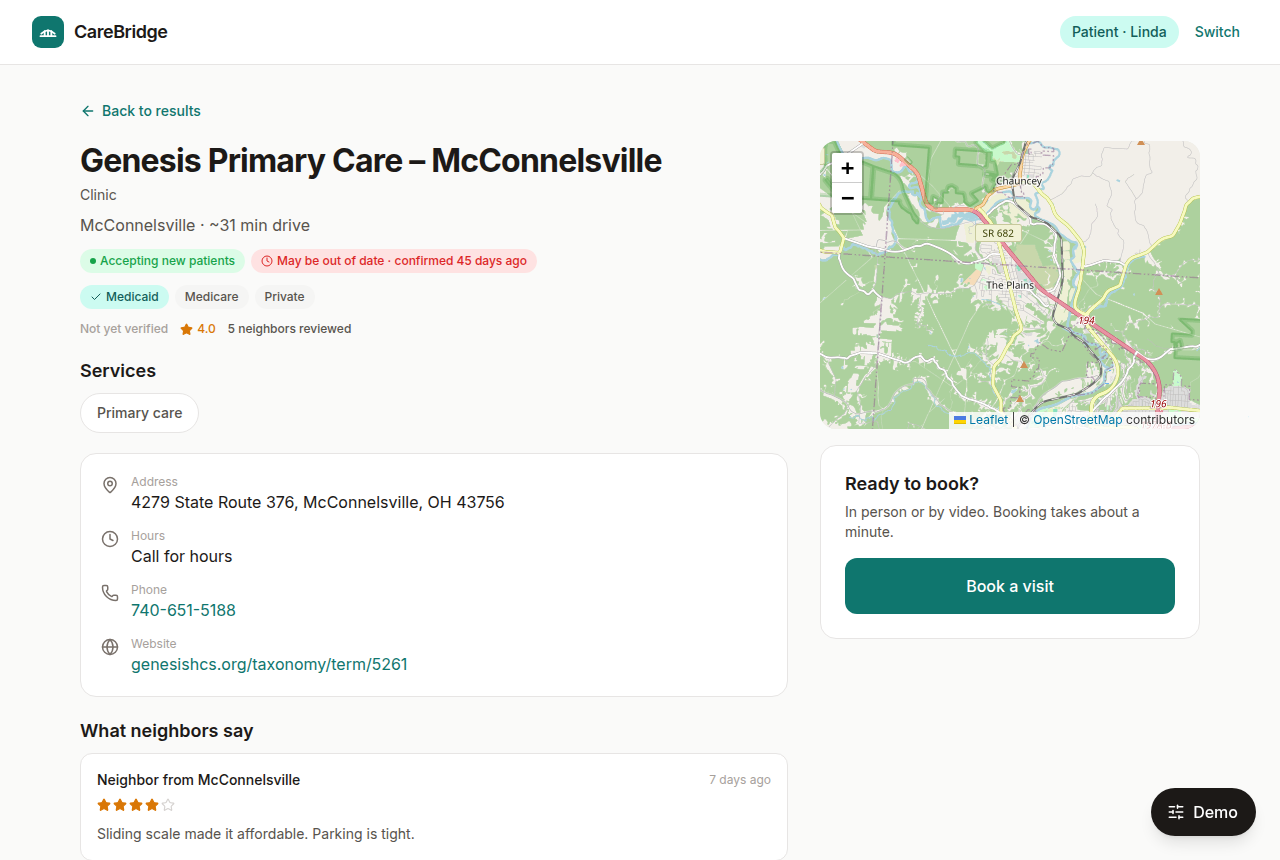 CareBridge
Patient · Linda
Switch
Back to results
Genesis Primary Care – McConnelsville
Clinic
McConnelsville · ~31 min drive
Accepting new patients
May be out of date · confirmed 45 days ago
Medicaid
Medicare
Private
Not yet verified
4.0
5 neighbors reviewed
Services
Primary care
Address
4279 State Route 376, McConnelsville, OH 43756
Hours
Call for hours
Phone
740-651-5188
Website
genesishcs.org/taxonomy/term/5261
What neighbors say
Neighbor from McConnelsville
7 days ago
Sliding scale made it affordable. Parking is tight.
+
−
Chauncey
SR 682
The Plains
194
196
Leaflet | © OpenStreetMap contributors
Ready to book?
In person or by video. Booking takes about a
minute.
Book a visit
Demo